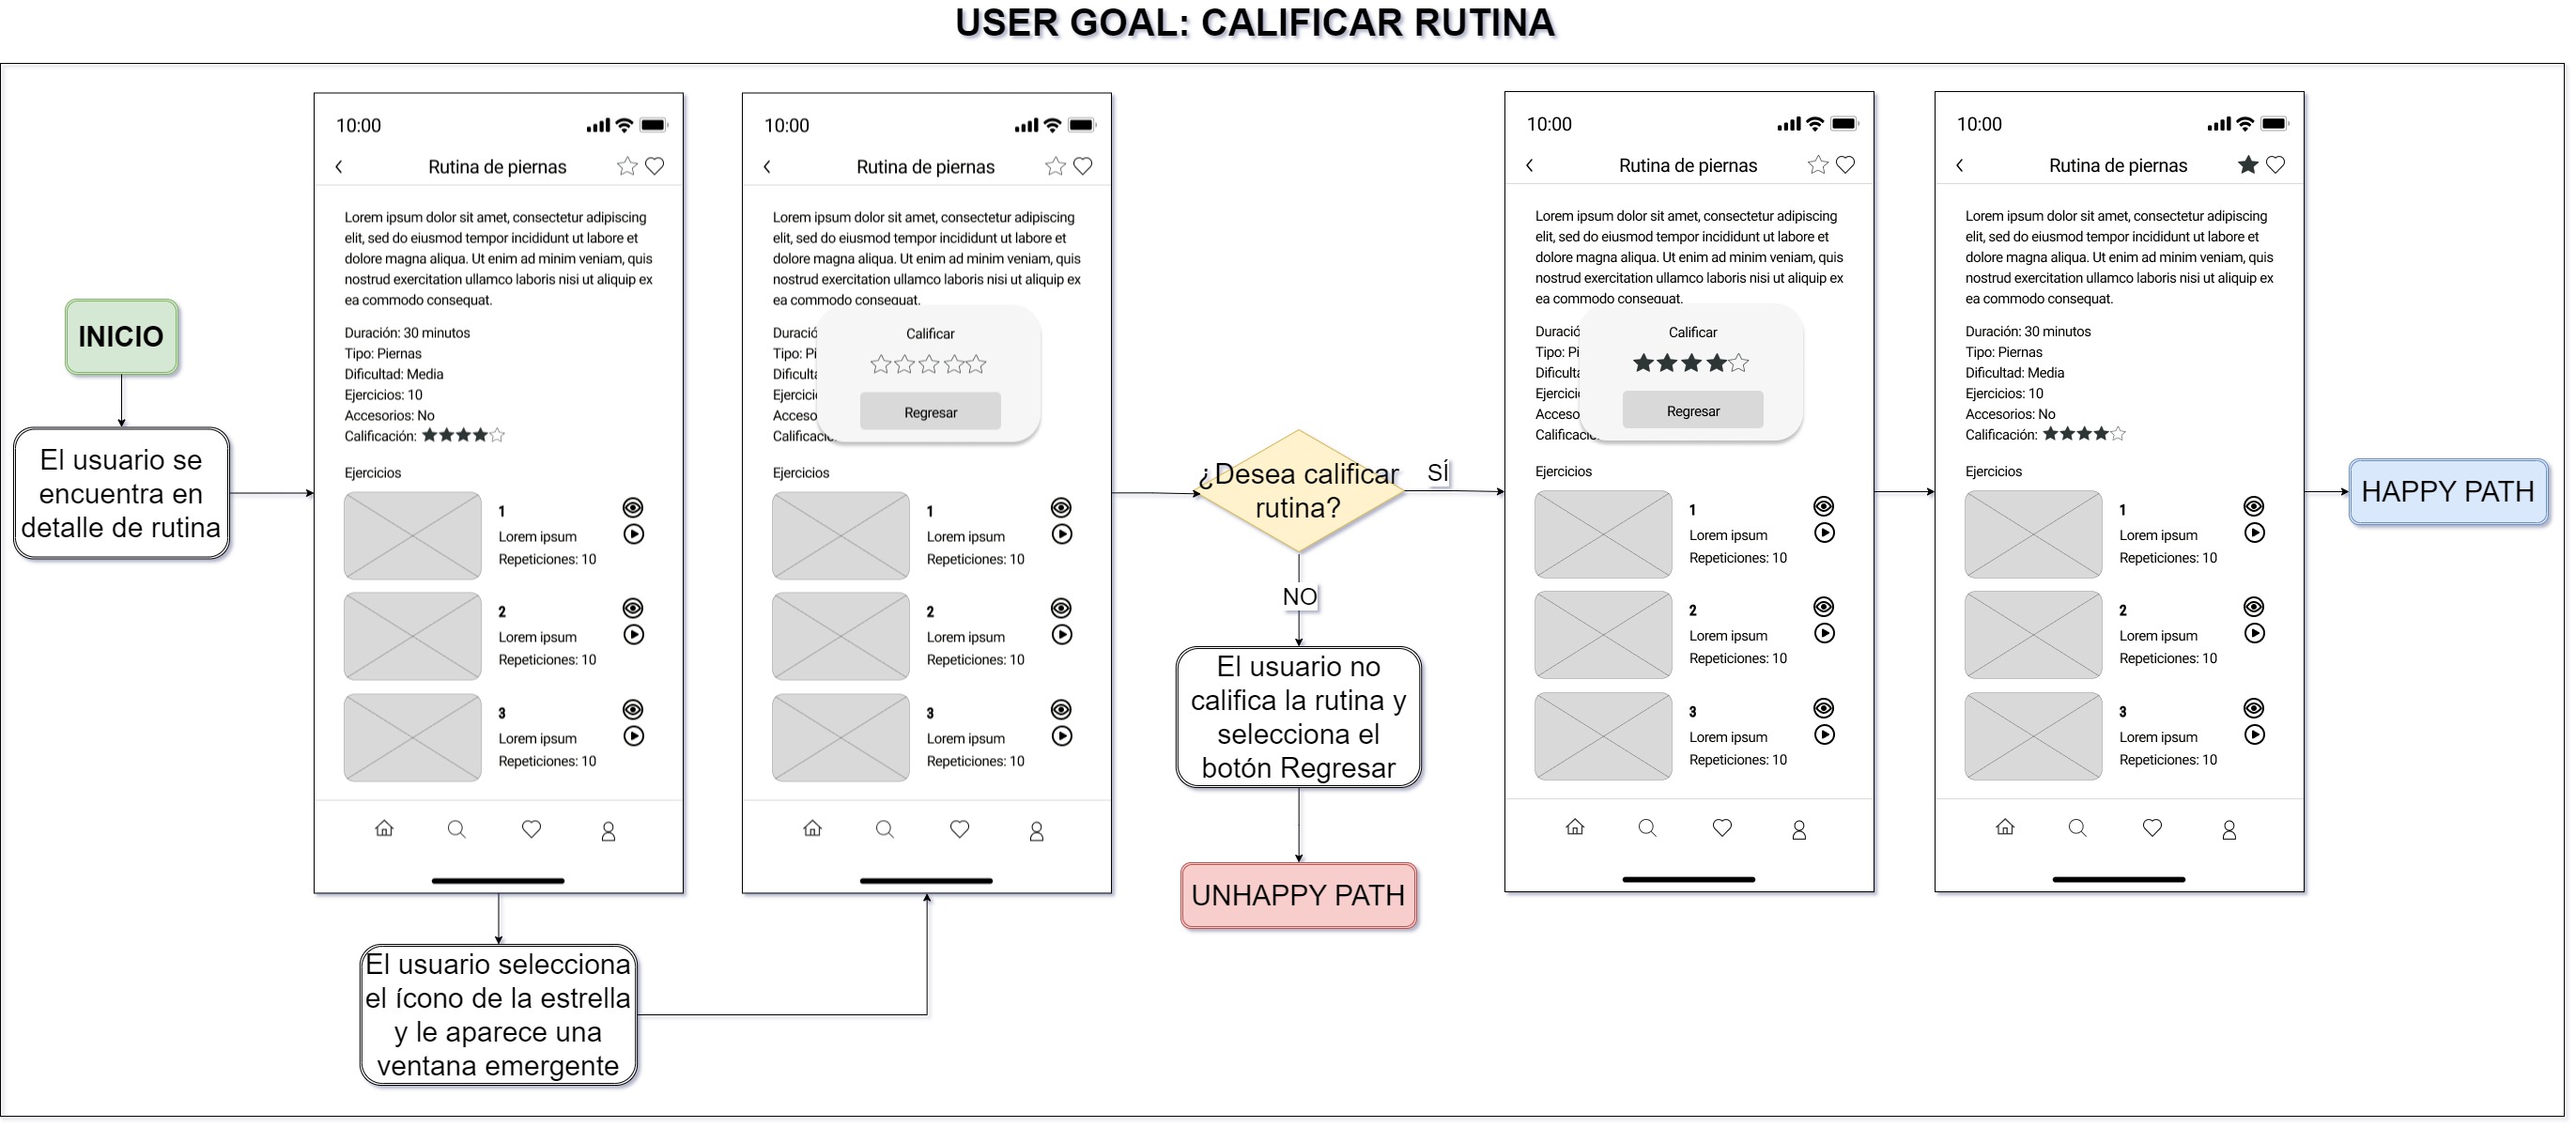 USER GOAL: CALIFICAR RUTINA
INICIO
El usuario se
encuentra en
detalle de rutina
10:00
Rutina de piernas
Lorem ipsum dolor sit amet, consectetur adipiscing
elit, sed do eiusmod tempor incididunt ut labore et
dolore magna aliqua. Ut enim ad minim veniam, quis
nostrud exercitation ullamco laboris nisi ut aliquip ex
ea commodo consequat.
Duración: 30 minutos
Tipo: Piernas
Dificultad: Media
Ejercicios: 10
Accesorios: No
Calificación:
Ejercicios
1
Lorem ipsum
Repeticiones: 10
2
Lorem ipsum
Repeticiones: 10
3
Lorem ipsum
Repeticiones: 10
El usuario selecciona
el ícono de la estrella
y le aparece una
ventana emergente
10:00
Rutina de piernas
Lorem ipsum dolor sit amet, consectetur adipiscing
elit, sed do eiusmod tempor incididunt ut labore et
dolore magna aliqua. Ut enim ad minim veniam, quis
nostrud exercitation ullamco laboris nisi ut aliquip ex
ea commodo consequat.
Duració
Tipo: Pi
Dificulta
Ejercici
Acceso
Calificació
Calificar
Regresar
Ejercicios
1
Lorem ipsum
Repeticiones: 10
2
Lorem ipsum
Repeticiones: 10
3
Lorem ipsum
Repeticiones: 10
¿Desea calificar
rutina?
SÍ
NO
El usuario no
califica la rutina y
selecciona el
botón Regresar
UNHAPPY PATH
10:00
Rutina de piernas
Lorem ipsum dolor sit amet, consectetur adipiscing
elit, sed do eiusmod tempor incididunt ut labore et
dolore magna aliqua. Ut enim ad minim veniam, quis
nostrud exercitation ullamco laboris nisi ut aliquip ex
ea commodo consequat.
Duració
Tipo: Pi
Dificulta
Ejercici
Acceso
Calificació
Calificar
Regresar
Ejercicios
1
Lorem ipsum
Repeticiones: 10
2
Lorem ipsum
Repeticiones: 10
3
Lorem ipsum
Repeticiones: 10
10:00
Rutina de piernas
Lorem ipsum dolor sit amet, consectetur adipiscing
elit, sed do eiusmod tempor incididunt ut labore et
dolore magna aliqua. Ut enim ad minim veniam, quis
nostrud exercitation ullamco laboris nisi ut aliquip ex
ea commodo consequat.
Duración: 30 minutos
Tipo: Piernas
Dificultad: Media
Ejercicios: 10
Accesorios: No
Calificación:
Ejercicios
1
Lorem ipsum
Repeticiones: 10
2
Lorem ipsum
Repeticiones: 10
3
Lorem ipsum
Repeticiones: 10
HAPPY PATH